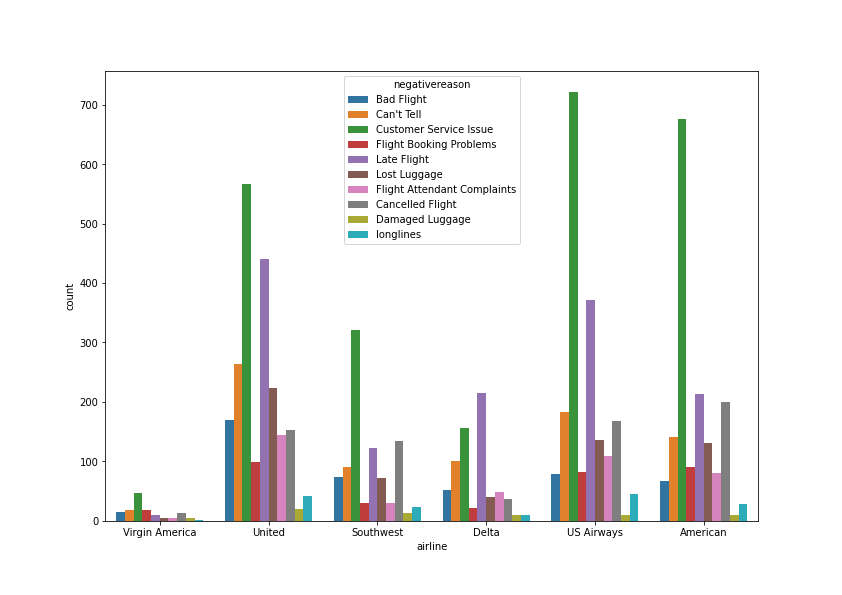 negativereason
Bad Flight
Can't Tell
Customer Service Issue
Flight Booking Problems
Late Flight
Lost Luggage
Flight Attendant Complaints
Cancelled Flight
Damaged Luggage
longlines
700
600
500
400
300
200
100
0
count
Virgin America United Southwest Delta US Airways American
airline